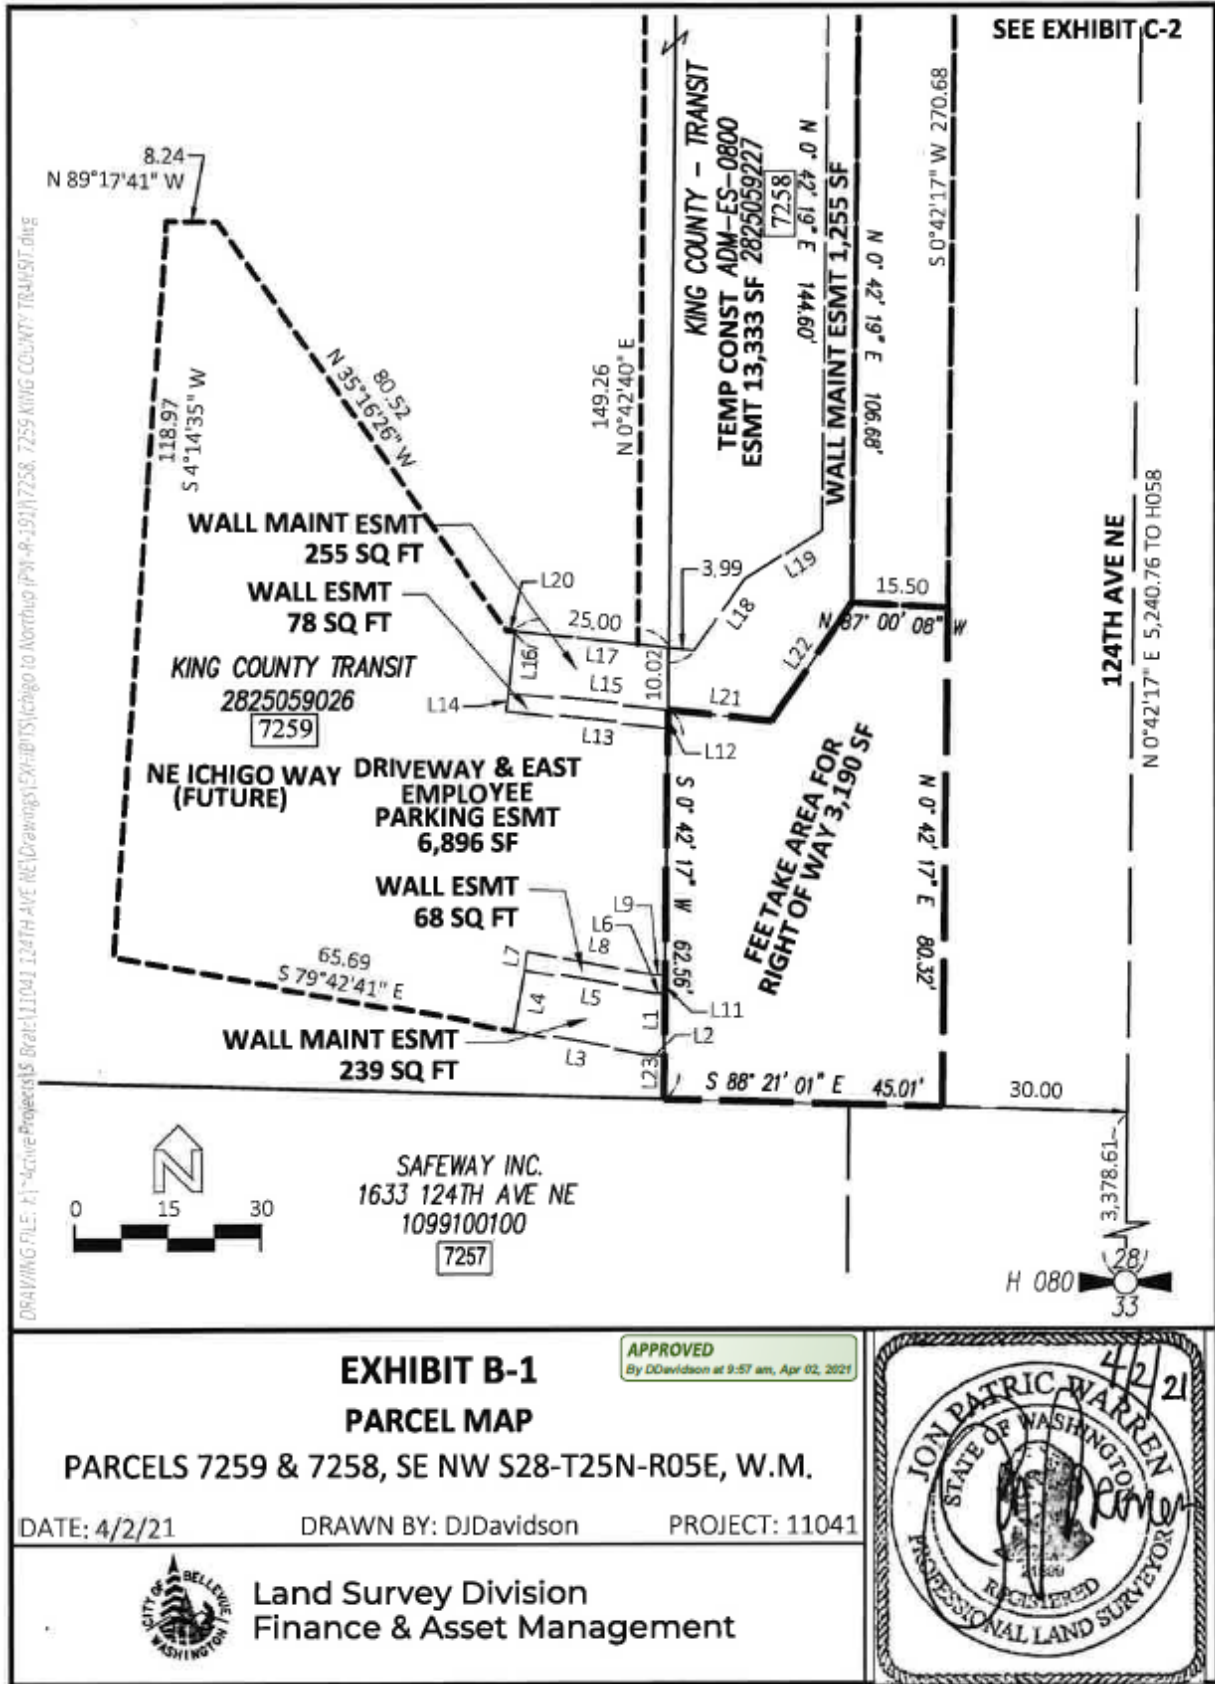 SEE EXHIBIT C-2
8.24
N 89°17'41" W
118.97
S 4°14'35" W
80.52
N 35°16'26" W
149.26
N 0°42'40" E
KING COUNTY – TRANSIT
TEMP CONST ADM-ES-0800
ESMT 13,333 SF 2825059227
7258
N 0° 42' 19" E 144.60'
WALL MAINT ESMT 1,255 SF
N 0° 42' 19" E 106.68'
S 0°42'17" W 270.68
124TH AVE NE
N 0°42'17" E 5,240.76 TO H058
WALL MAINT ESMT
255 SQ FT
WALL ESMT
78 SQ FT
KING COUNTY TRANSIT
2825059026
7259
NE ICHIGO WAY
(FUTURE)
DRIVEWAY & EAST
EMPLOYEE
PARKING ESMT
6,896 SF
WALL ESMT
68 SQ FT
L20
25.00
L17
L16
L15
L14
L13
10.02
3.99
L18
L19
15.50
N 87° 00' 08" W
L22
L21
L12
S 0° 42' 17" W 62.56'
FEE TAKE AREA FOR
RIGHT OF WAY 3,190 SF
N 0° 42' 17" E 80.32'
L9
L6
L8
L7
L5
L4
L1
L11
L2
L3
L23
65.69
S 79°42'41" E
WALL MAINT ESMT
239 SQ FT
S 88° 21' 01" E 45.01'
30.00
3,378.61
28
H 080
33
N
0 15 30
SAFEWAY INC.
1633 124TH AVE NE
1099100100
7257
EXHIBIT B-1
APPROVED
By DDavidson at 9:57 am, Apr 02, 2021
PARCEL MAP
PARCELS 7259 & 7258, SE NW S28-T25N-R05E, W.M.
DATE: 4/2/21 DRAWN BY: DJDavidson PROJECT: 11041
CITY OF BELLEVUE
WASHINGTON
Land Survey Division
Finance & Asset Management
4/2/21
JON PATRIC WARREN
STATE OF WASHINGTON
REGISTERED
PROFESSIONAL LAND SURVEYOR